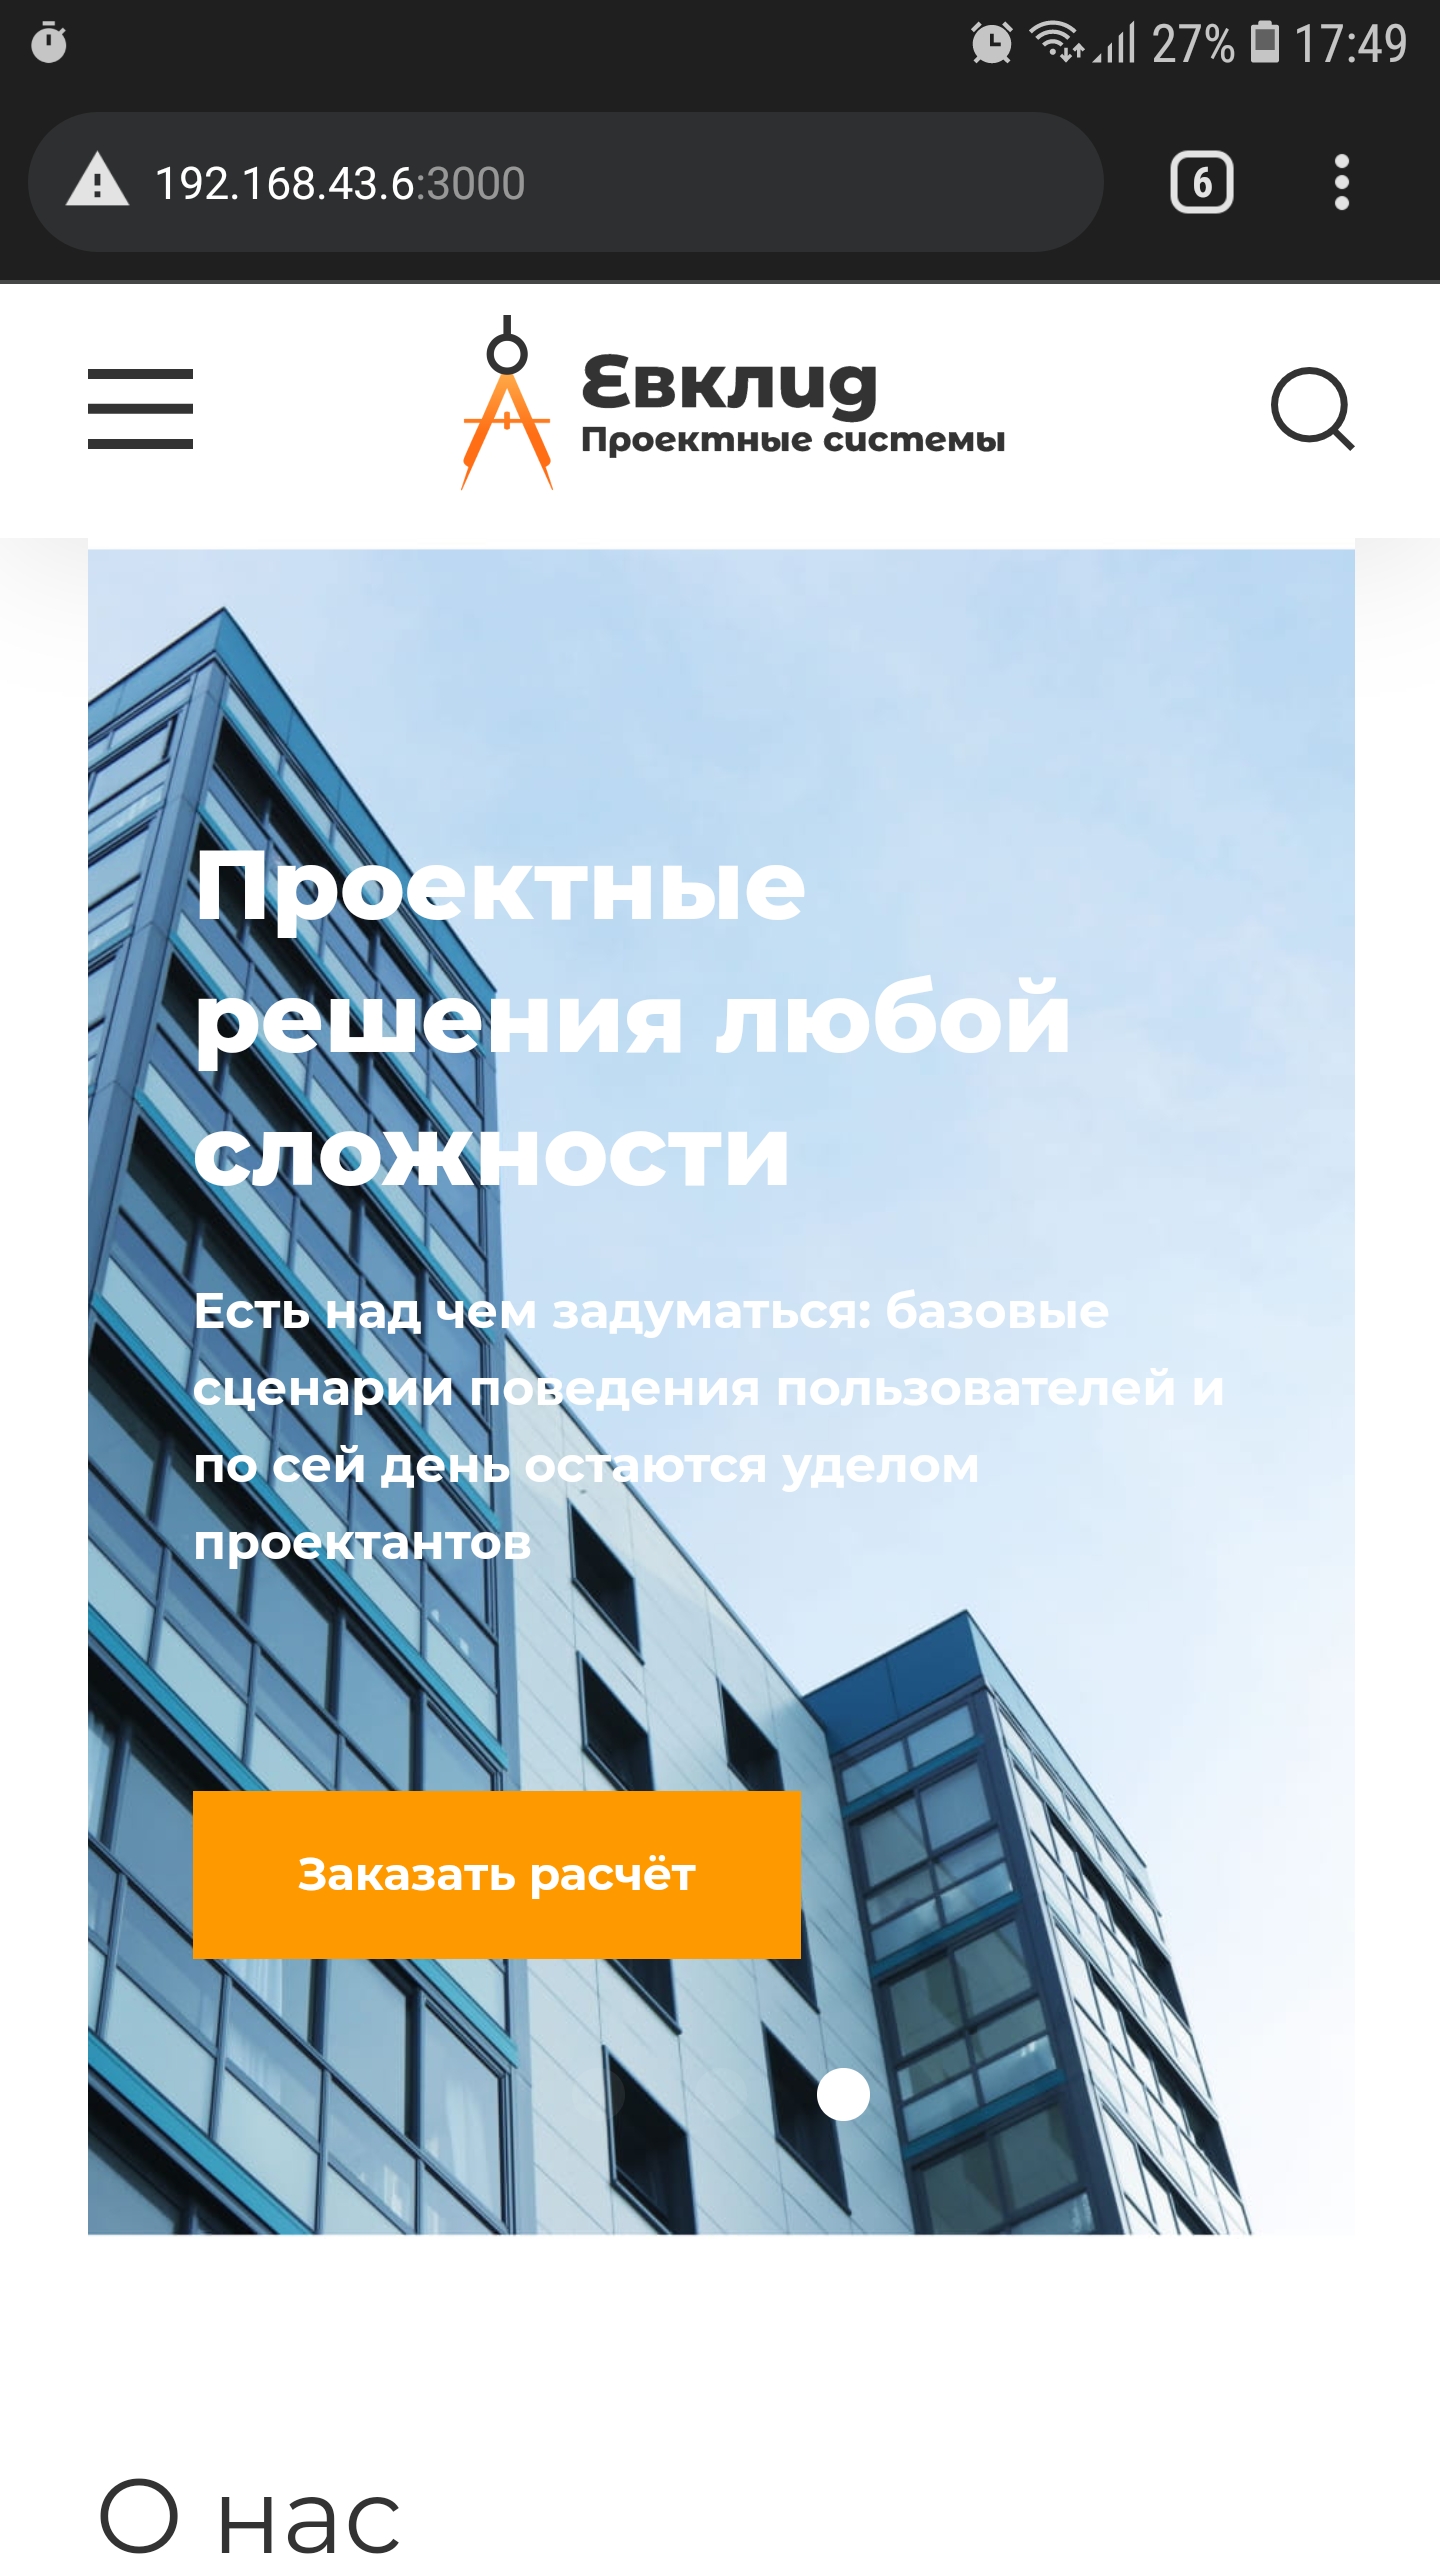 27% 17:49
192.168.43.6:3000
6
Евклид
Проектные системы
Проектные
решения любой
сложности
Есть над чем задуматься: базовые
сценарии поведения пользователей и
по сей день остаются уделом
проектантов
Заказать расчёт
О нас